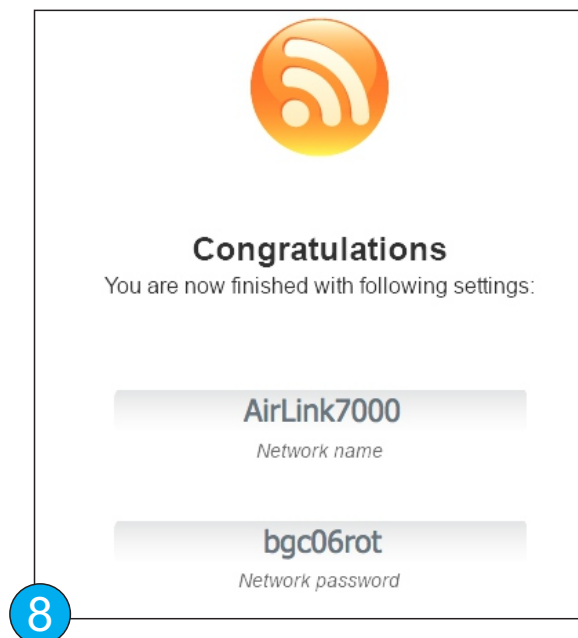 Congratulations
You are now finished with following settings:
AirLink7000
Network name
bgc06rot
Network password
8